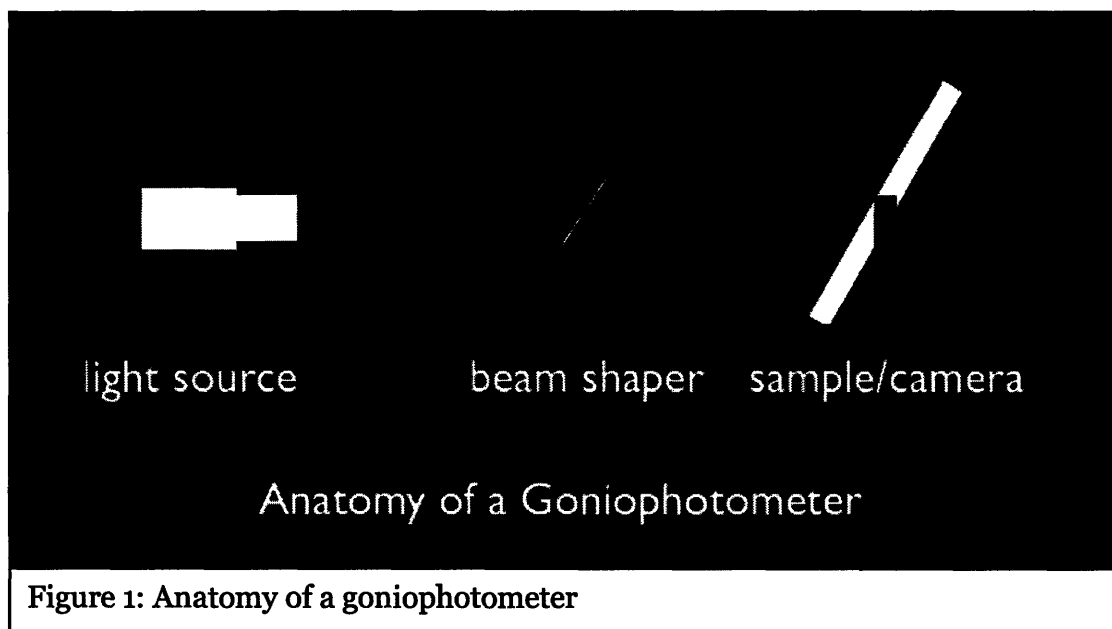 light source
beam shaper
sample/camera
Anatomy of a Goniophotometer
Figure 1: Anatomy of a goniophotometer